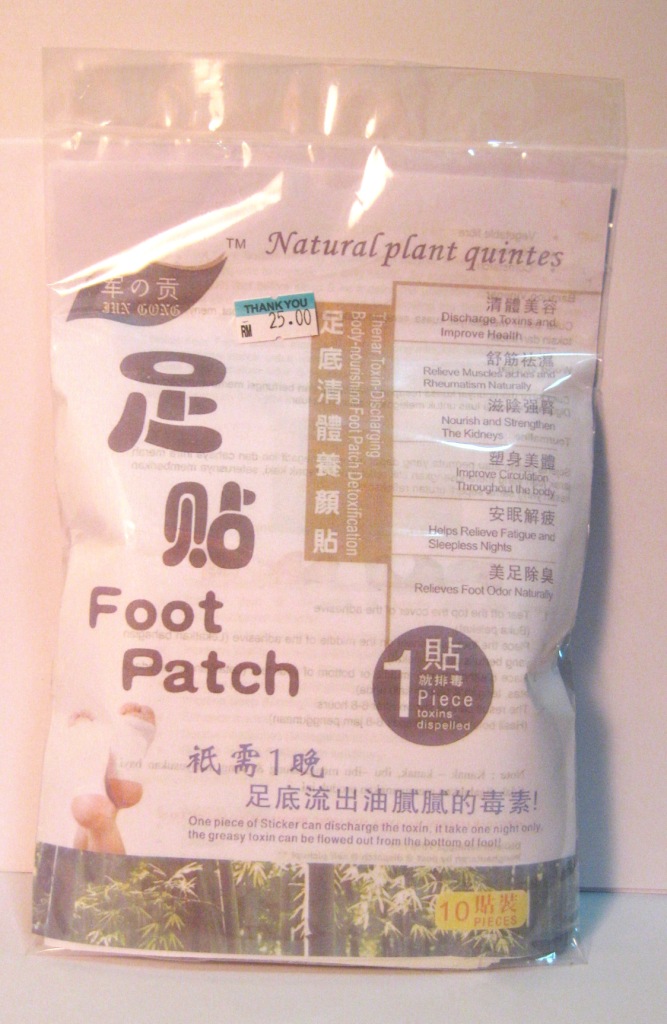 TM
Natural plant quintes
军の贡
JUN GONG
THANK YOU
RM 25.00
足
贴
Foot
Patch
足底清體養顏貼
Thenar Toxin-Discharging
Body-nourishing Foot Patch Detoxification
清體美容
Discharge Toxins and
Improve Health
舒筋祛濕
Relieve Muscles aches and
Rheumatism Naturally
滋陰强腎
Nourish and Strengthen
The Kidneys
塑身美體
Improve Circulation
Throughout the body
安眠解疲
Helps Relieve Fatigue and
Sleepless Nights
美足除臭
Relieves Foot Odor Naturally
1貼
就排毒
Piece
toxins
dispelled
祇需1晚
足底流出油膩膩的毒素!
One piece of Sticker can discharge the toxin, it take one night only,
the greasy toxin can be flowed out from the bottom of foot!
10貼裝
PIECES